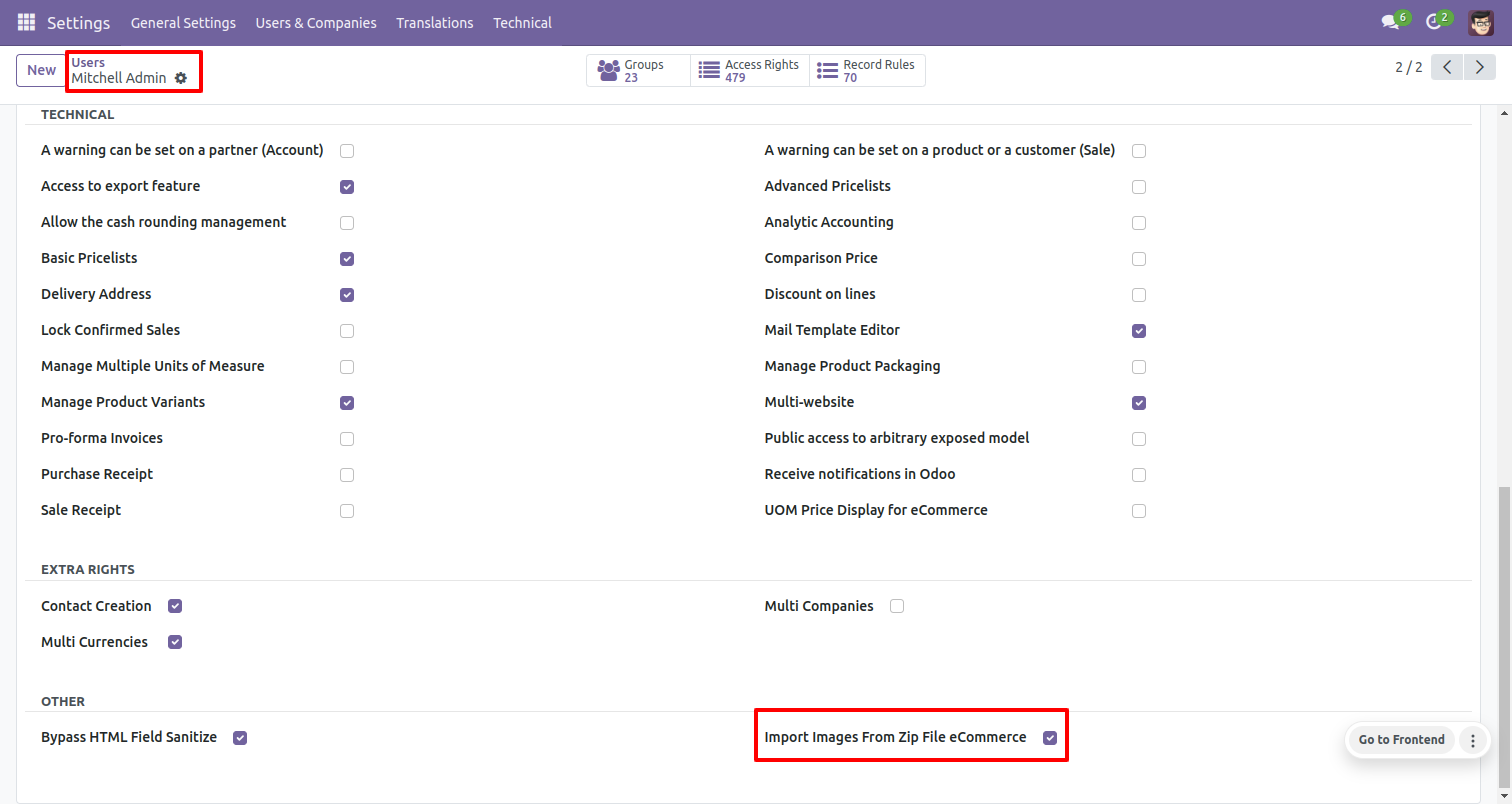 Settings General Settings Users & Companies Translations Technical 6 2
New Users Groups Access Rights Record Rules
Mitchell Admin 23 479 70 2 / 2
TECHNICAL
A warning can be set on a partner (Account) A warning can be set on a product or a customer (Sale)
Access to export feature Advanced Pricelists
Allow the cash rounding management Analytic Accounting
Basic Pricelists Comparison Price
Delivery Address Discount on lines
Lock Confirmed Sales Mail Template Editor
Manage Multiple Units of Measure Manage Product Packaging
Manage Product Variants Multi-website
Pro-forma Invoices Public access to arbitrary exposed model
Purchase Receipt Receive notifications in Odoo
Sale Receipt UOM Price Display for eCommerce
EXTRA RIGHTS
Contact Creation Multi Companies
Multi Currencies
OTHER
Bypass HTML Field Sanitize Import Images From Zip File eCommerce Go to Frontend